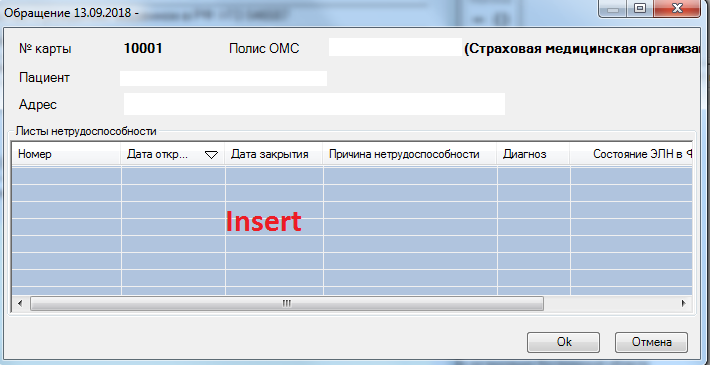 Обращение 13.09.2018 -
№ карты 10001 Полис ОМС (Страховая медицинская организа
Пациент
Адрес
Листы нетрудоспособности
Номер Дата откр... Дата закрытия Причина нетрудоспособности Диагноз Состояние ЭЛН в Ф
Insert
Ok Отмена